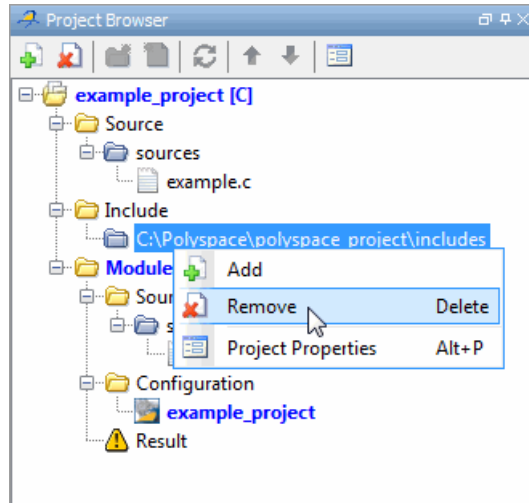 Project Browser
example_project [C]
Source
sources
example.c
Include
C:\Polyspace\polyspace_project\includes
Module
Add
Sour
Remove Delete
s
Project Properties Alt+P
Configuration
example_project
Result